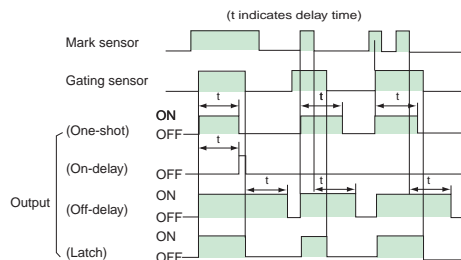 (t indicates delay time)
Mark sensor
Gating sensor
t t t
ON
(One-shot) OFF
t
(On-delay) OFF
t t t
ON
Output (Off-delay)
OFF
ON
(Latch) OFF